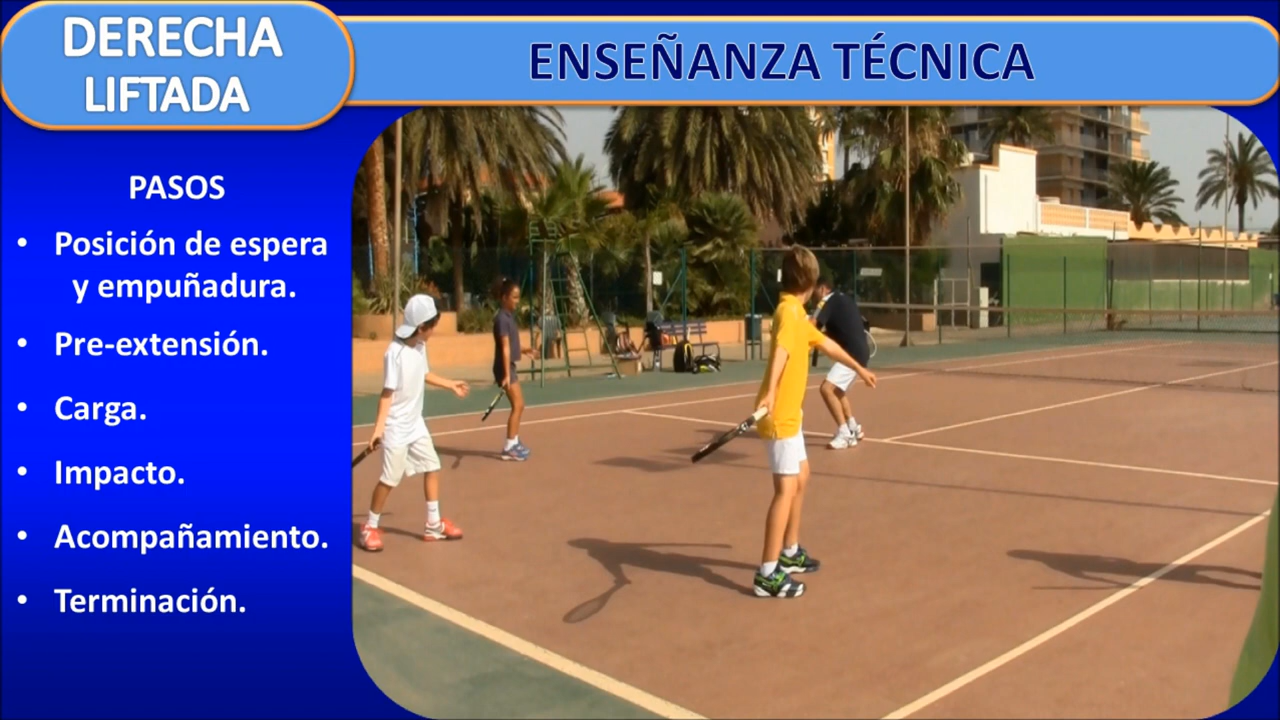 DERECHA
LIFTADA
ENSEÑANZA TÉCNICA
PASOS
• Posición de espera
y empuñadura.
• Pre-extensión.
• Carga.
• Impacto.
• Acompañamiento.
• Terminación.